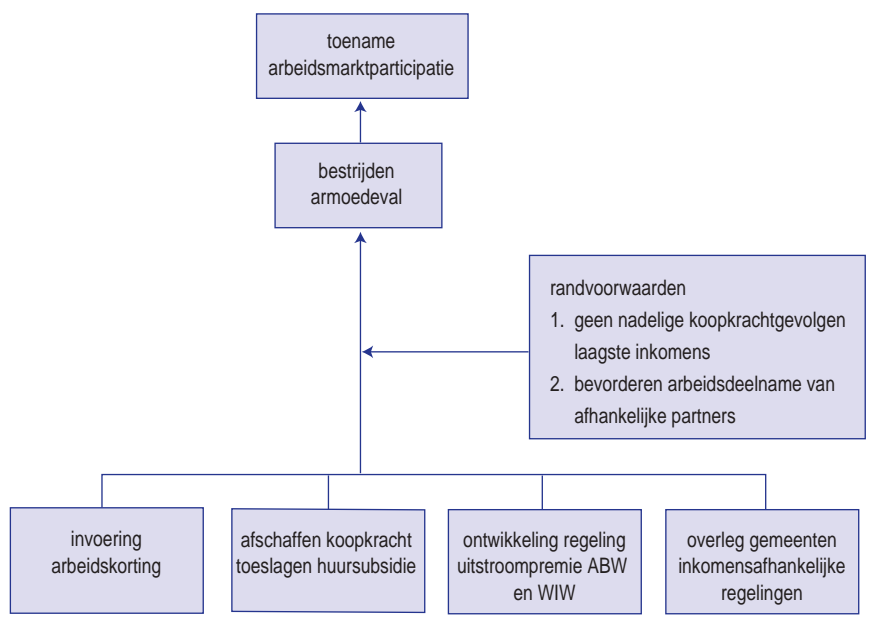 toename
arbeidsmarktparticipatie
bestrijden
armoedeval
randvoorwaarden
1. geen nadelige koopkrachtgevolgen
laagste inkomens
2. bevorderen arbeidsdeelname van
afhankelijke partners
invoering
arbeidskorting
afschaffen koopkracht
toeslagen huursubsidie
ontwikkeling regeling
uitstroompremie ABW
en WIW
overleg gemeenten
inkomensafhankelijke
regelingen